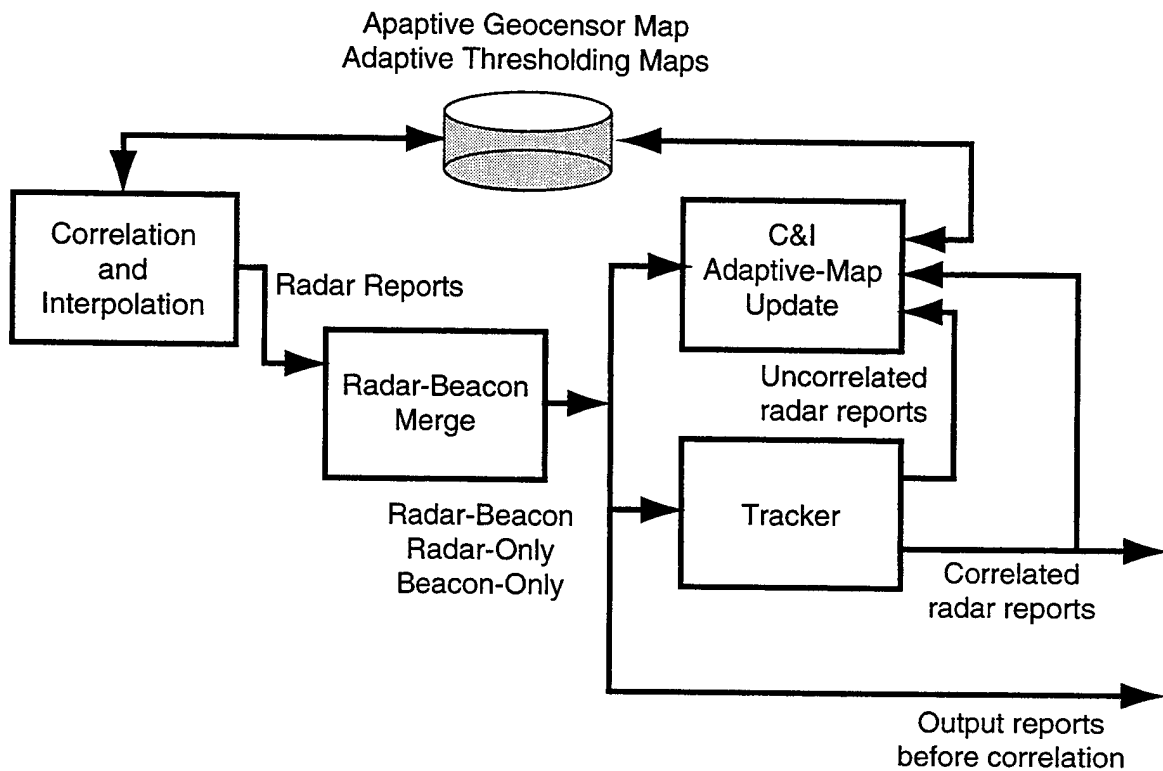 Apaptive Geocensor Map
Adaptive Thresholding Maps
Correlation
and
Interpolation
Radar Reports
Radar-Beacon
Merge
Radar-Beacon
Radar-Only
Beacon-Only
C&I
Adaptive-Map
Update
Uncorrelated
radar reports
Tracker
Correlated
radar reports
Output reports
before correlation